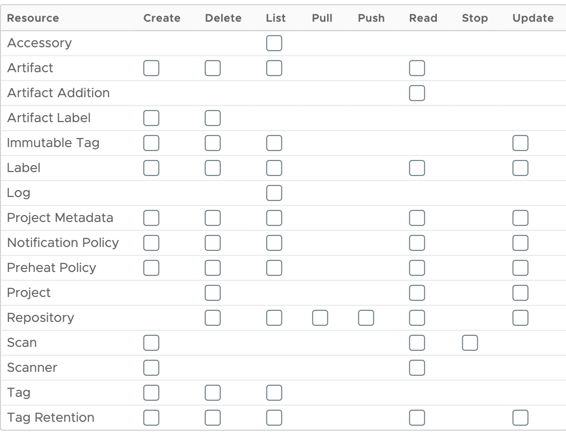 Resource Create Delete List Pull Push Read Stop Update
Accessory
Artifact
Artifact Addition
Artifact Label
Immutable Tag
Label
Log
Project Metadata
Notification Policy
Preheat Policy
Project
Repository
Scan
Scanner
Tag
Tag Retention